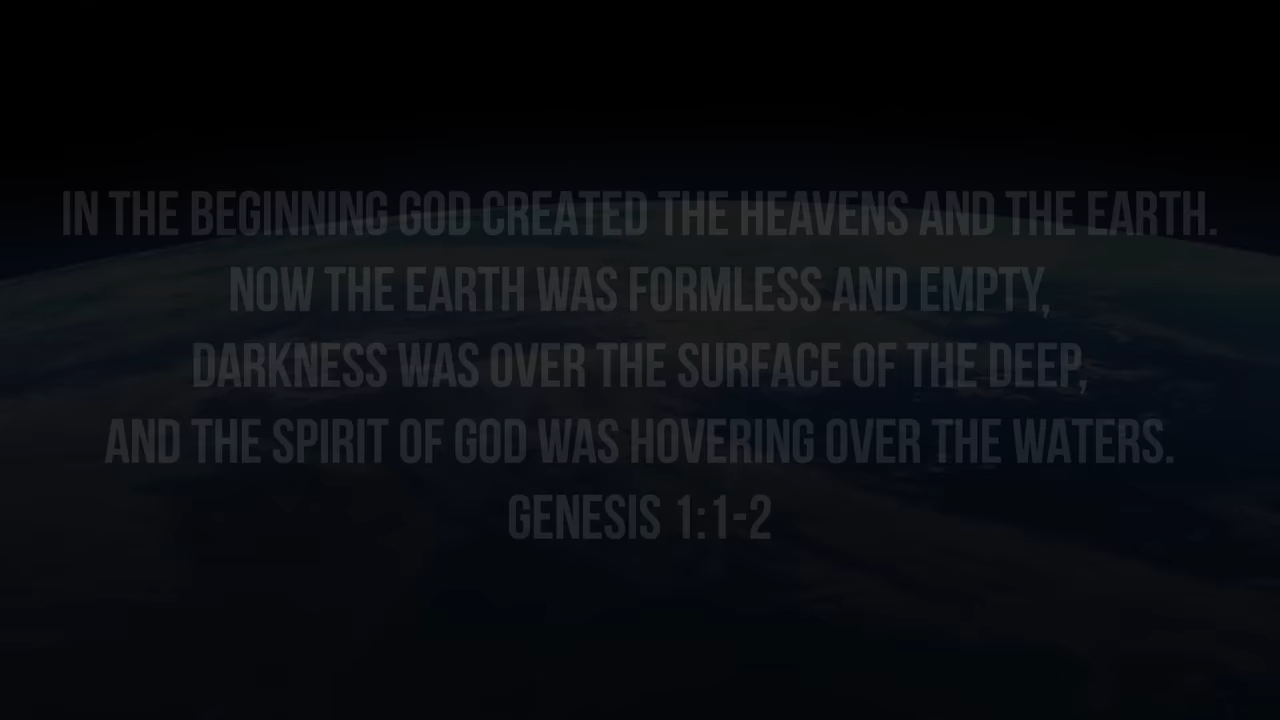 IN THE BEGINNING GOD CREATED THE HEAVENS AND THE EARTH.
NOW THE EARTH WAS FORMLESS AND EMPTY,
DARKNESS WAS OVER THE SURFACE OF THE DEEP,
AND THE SPIRIT OF GOD WAS HOVERING OVER THE WATERS.
GENESIS 1:1-2